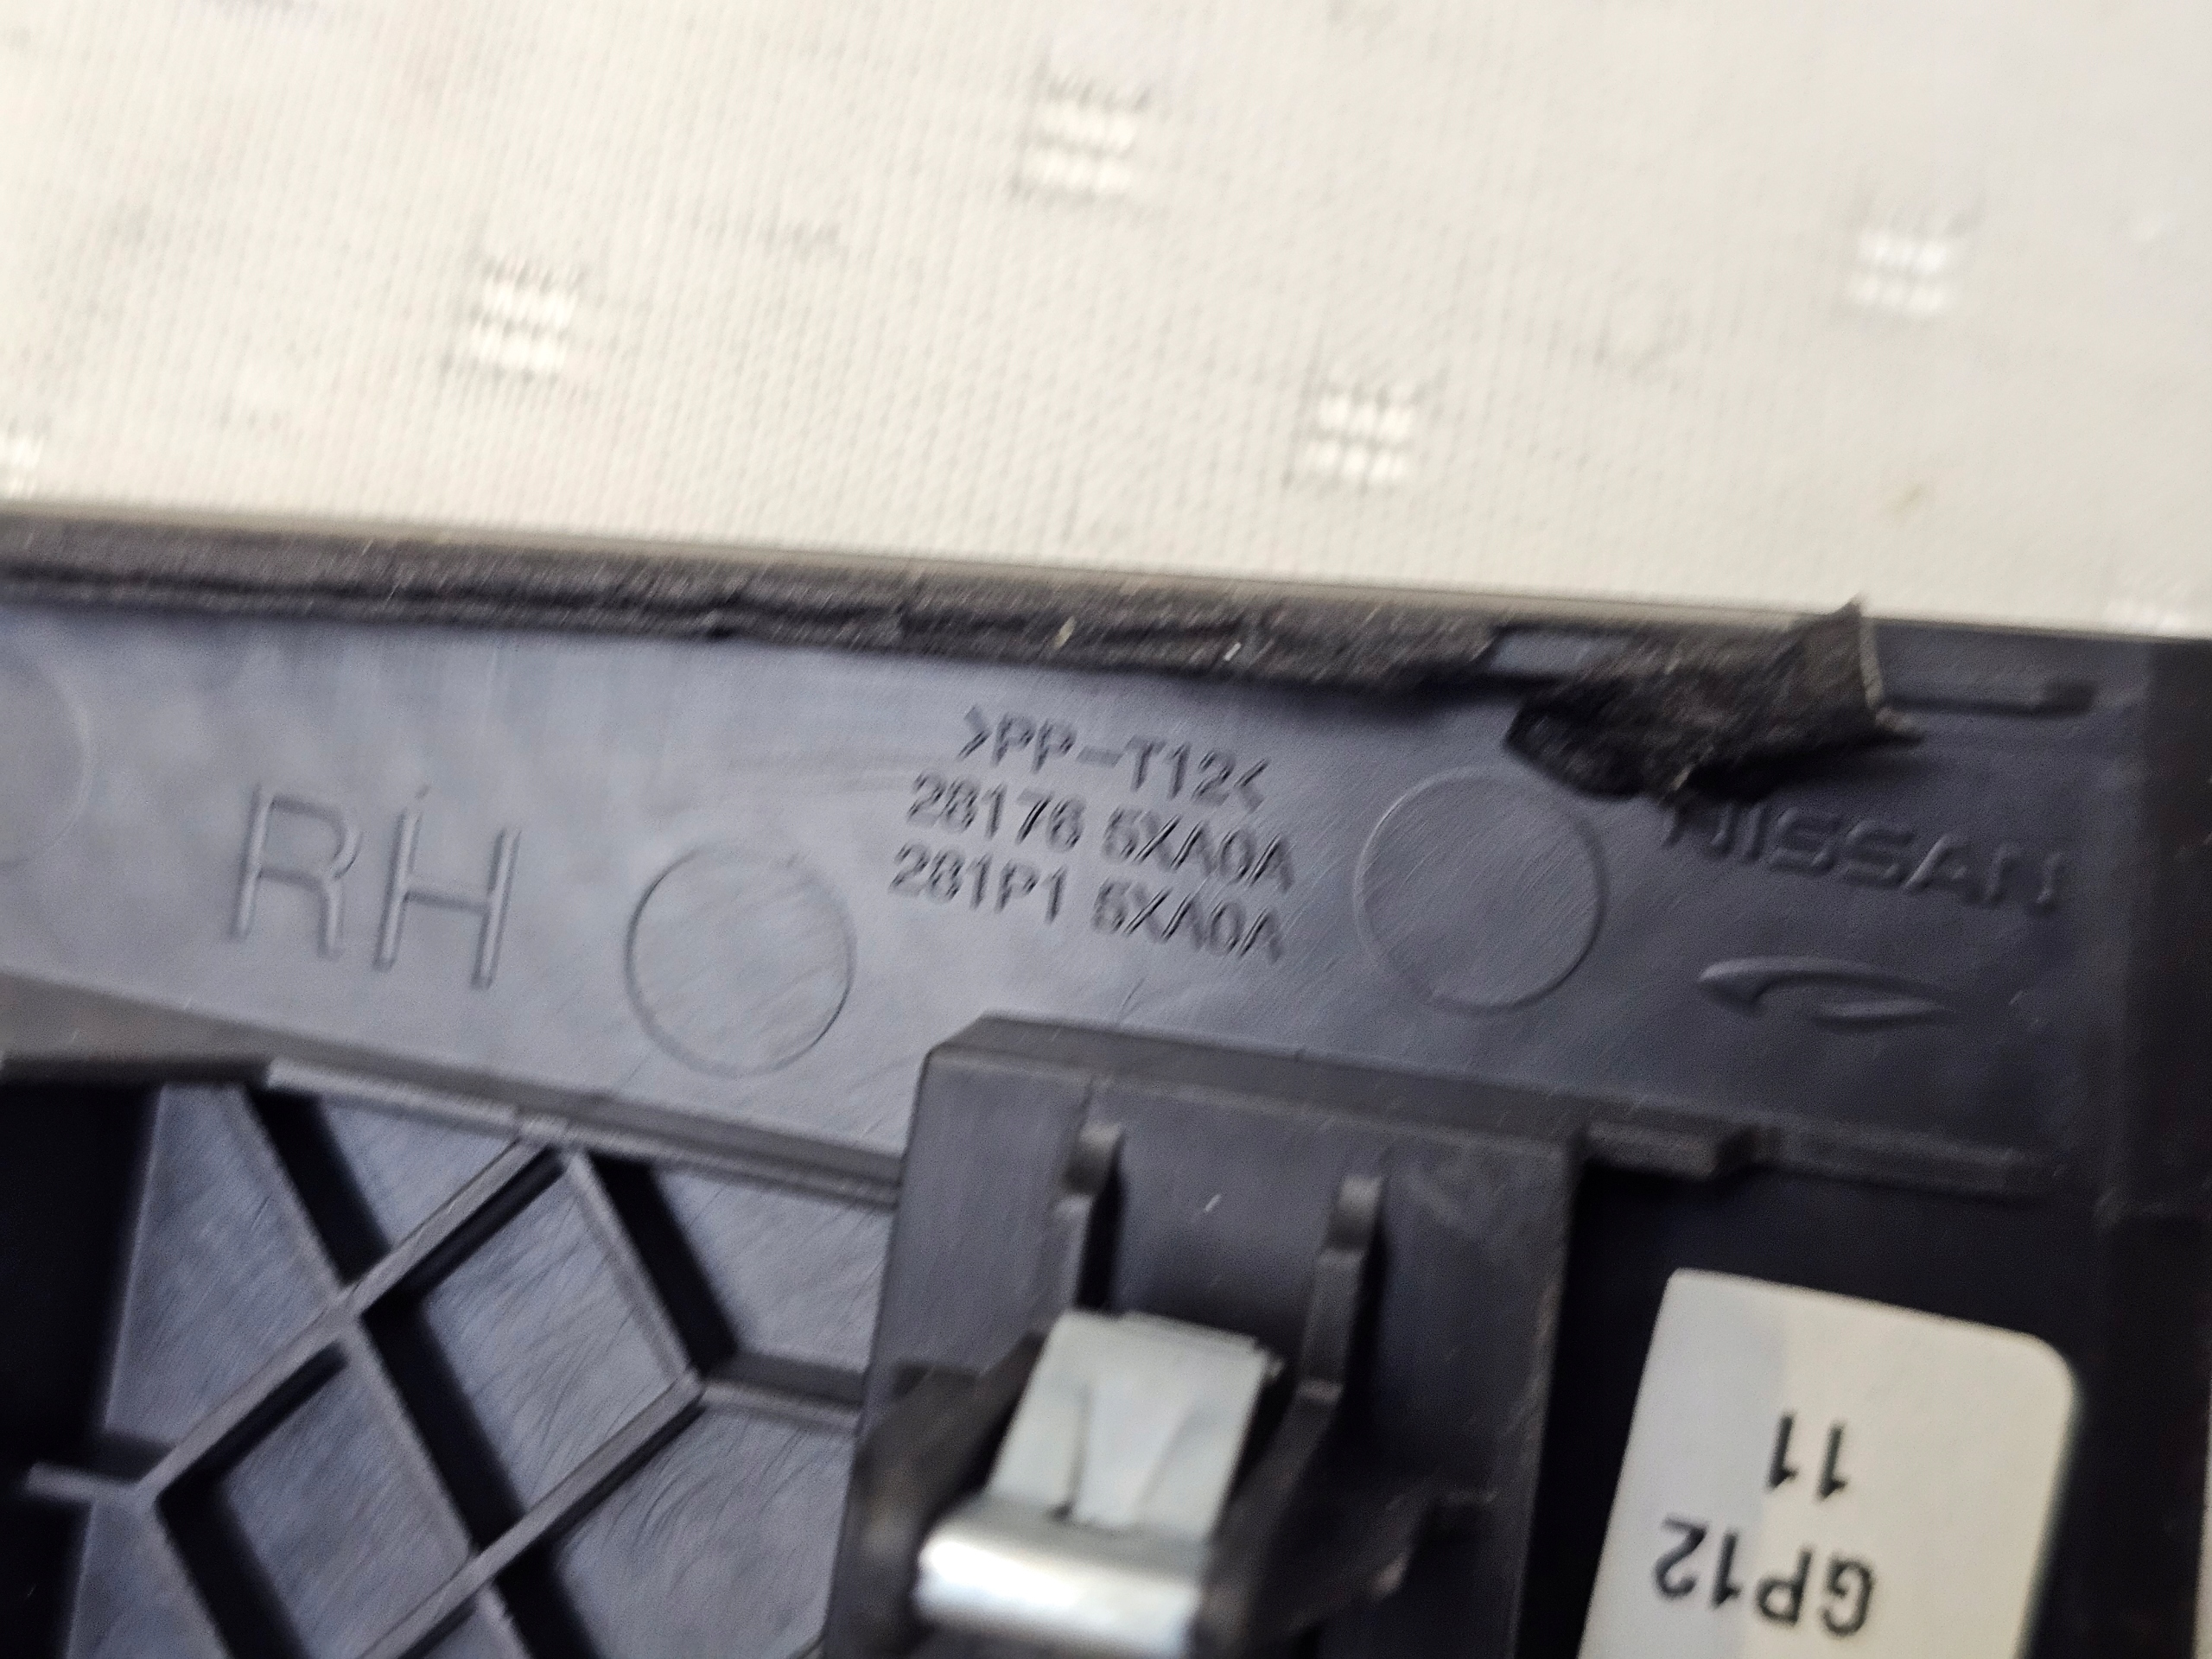 >PP-T12<
28176 5XA0A
281P1 5XA0A
RH
NISSAN
11
GP12